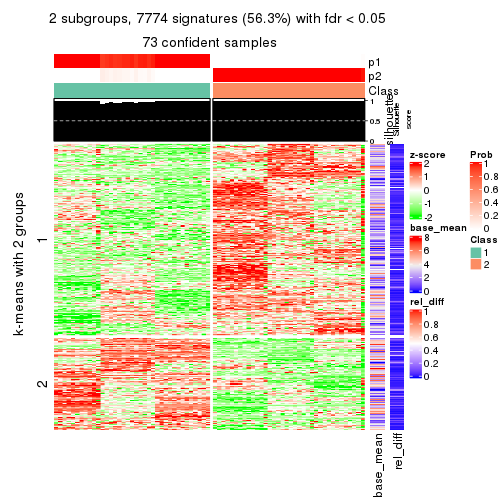 2 subgroups, 7774 signatures (56.3%) with fdr < 0.05
73 confident samples
p1
p2
Class
silhouette
Silhouette
score
1
0.5
0
k-means with 2 groups
1
2
base_mean
rel_diff
z-score
2
1
0
-1
-2
base_mean
8
6
4
2
0
rel_diff
1
0.8
0.6
0.4
0.2
0
Prob
1
0.8
0.6
0.4
0.2
0
Class
1
2